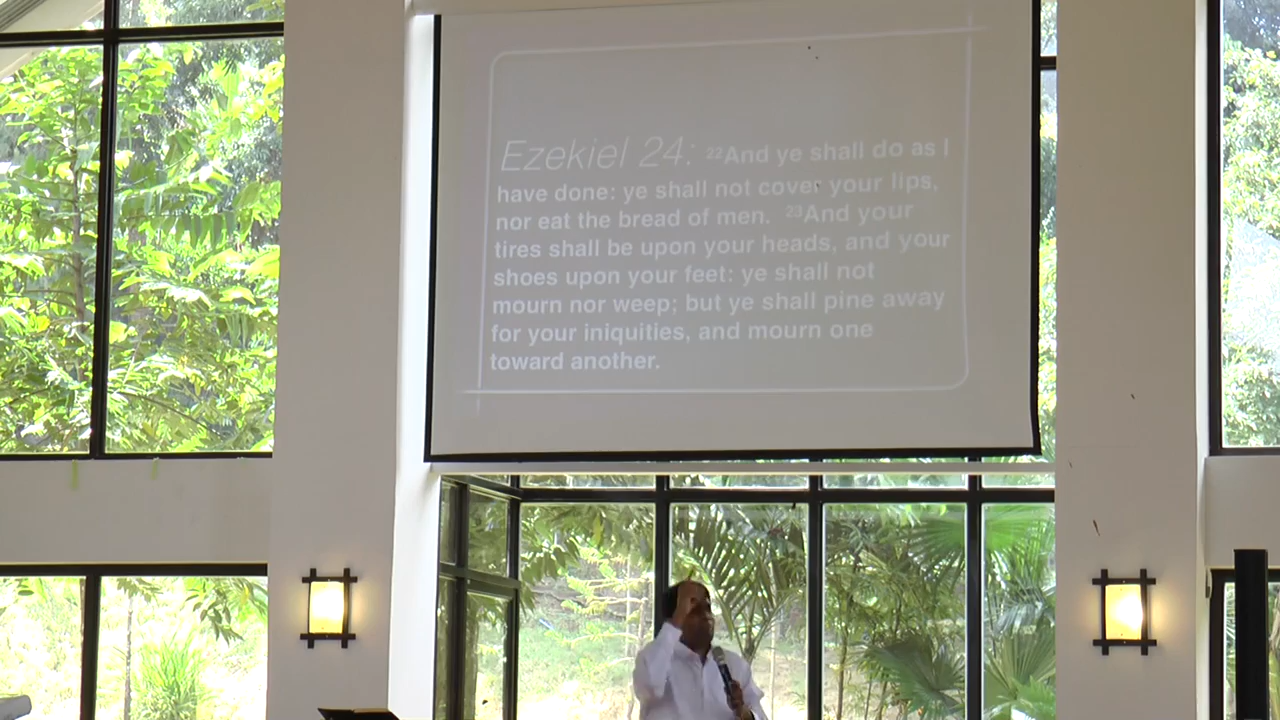 Ezekiel 24: ²²And ye shall do as I
have done: ye shall not cover your lips,
nor eat the bread of men. ²³And your
tires shall be upon your heads, and your
shoes upon your feet: ye shall not
mourn nor weep; but ye shall pine away
for your iniquities, and mourn one
toward another.